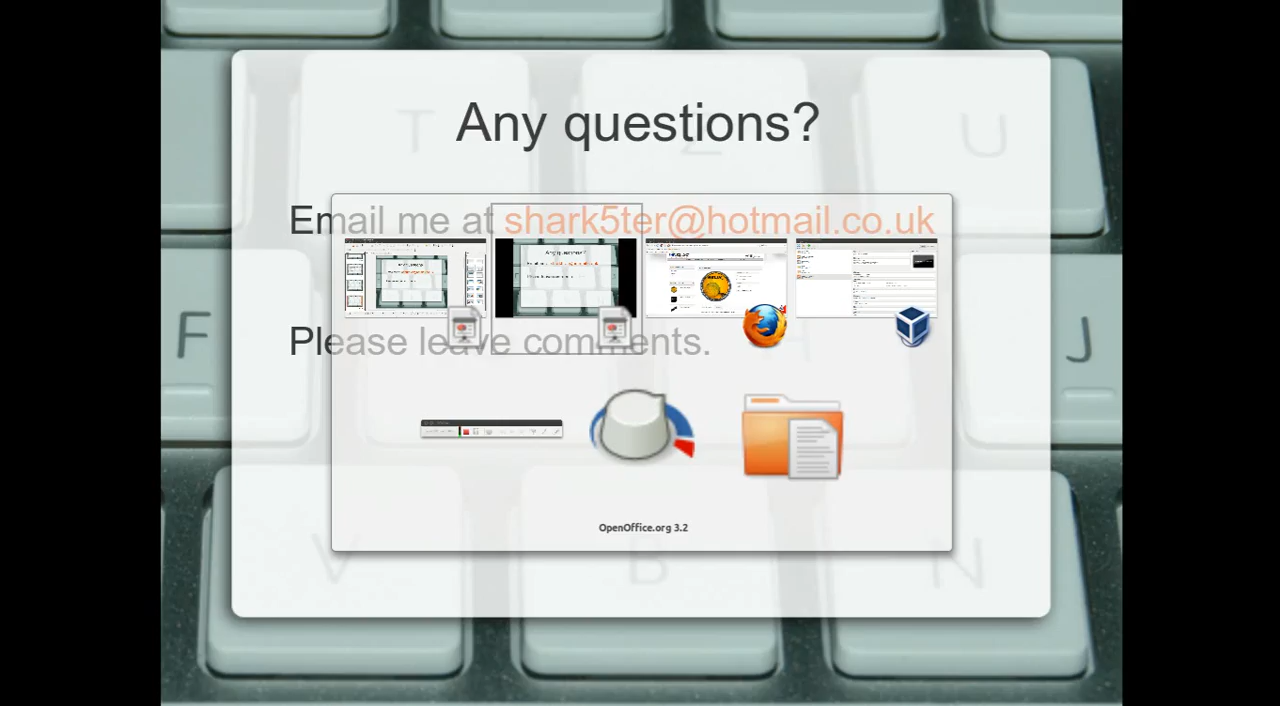 Any questions?
Email me at shark5ter@hotmail.co.uk
Please leave comments.
OpenOffice.org 3.2
T
Z
U
F
H
J
V
B
N